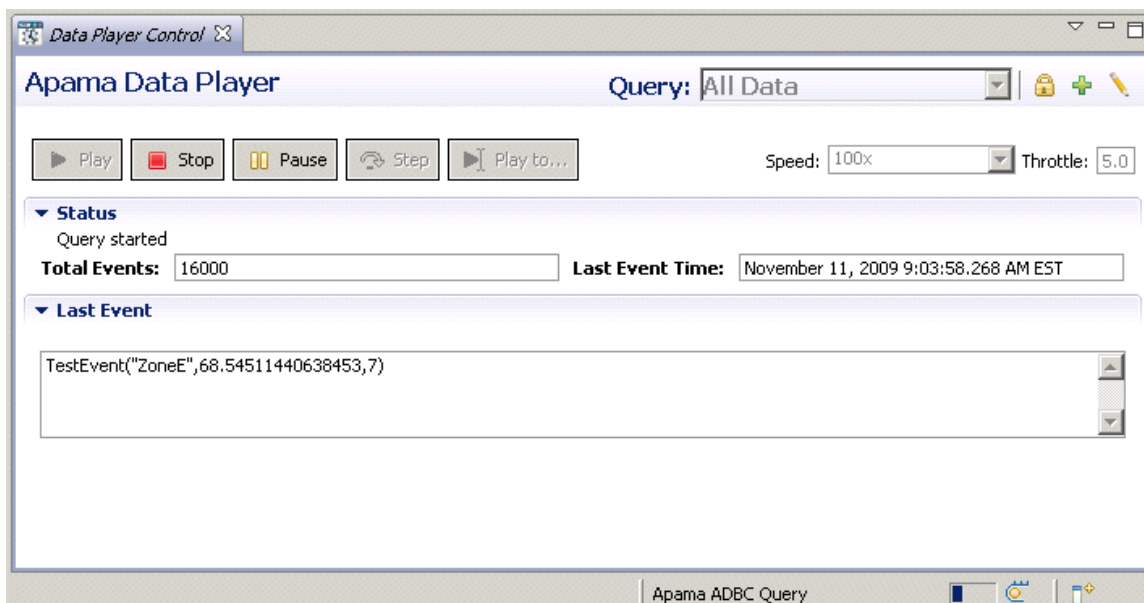 Data Player Control
Apama Data Player
Query: All Data
Play Stop Pause Step Play to... Speed: 100x Throttle: 5.0
Status
Query started
Total Events: 16000 Last Event Time: November 11, 2009 9:03:58.268 AM EST
Last Event
TestEvent("ZoneE",68.54511440638453,7)
Apama ADBC Query